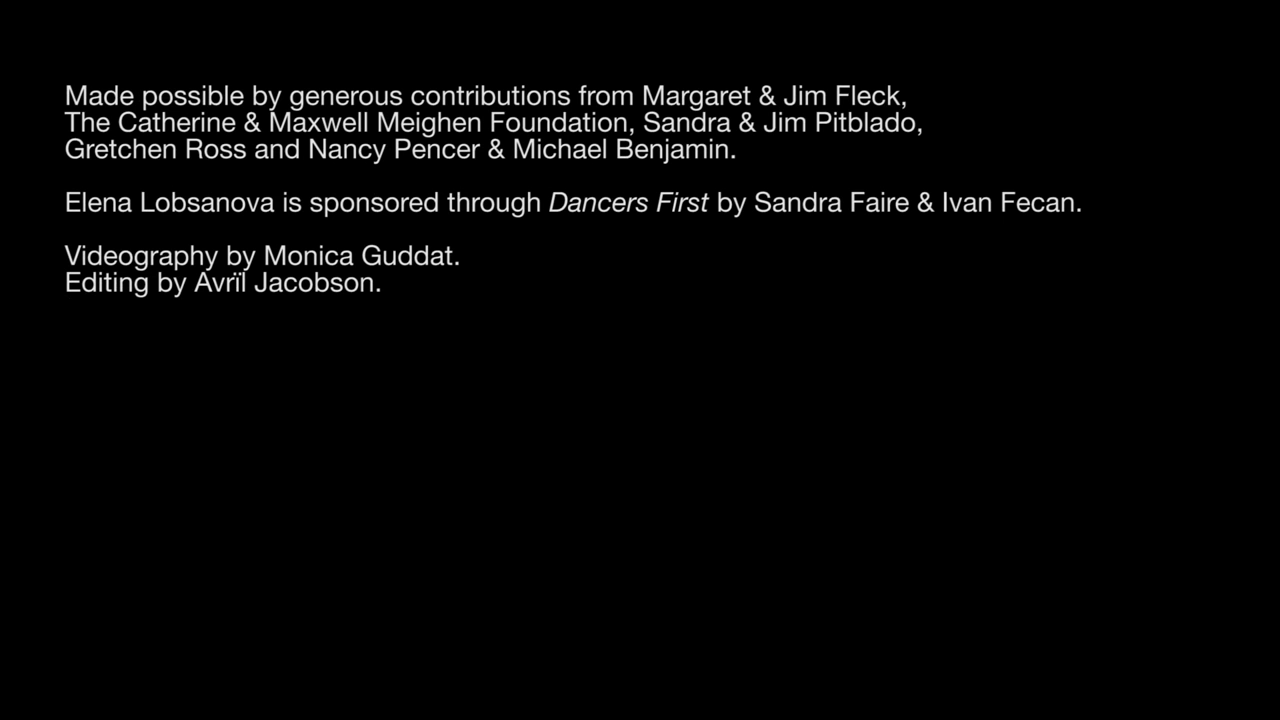 Made possible by generous contributions from Margaret & Jim Fleck,
The Catherine & Maxwell Meighen Foundation, Sandra & Jim Pitblado,
Gretchen Ross and Nancy Pencer & Michael Benjamin.
Elena Lobsanova is sponsored through Dancers First by Sandra Faire & Ivan Fecan.
Videography by Monica Guddat.
Editing by Avrïl Jacobson.